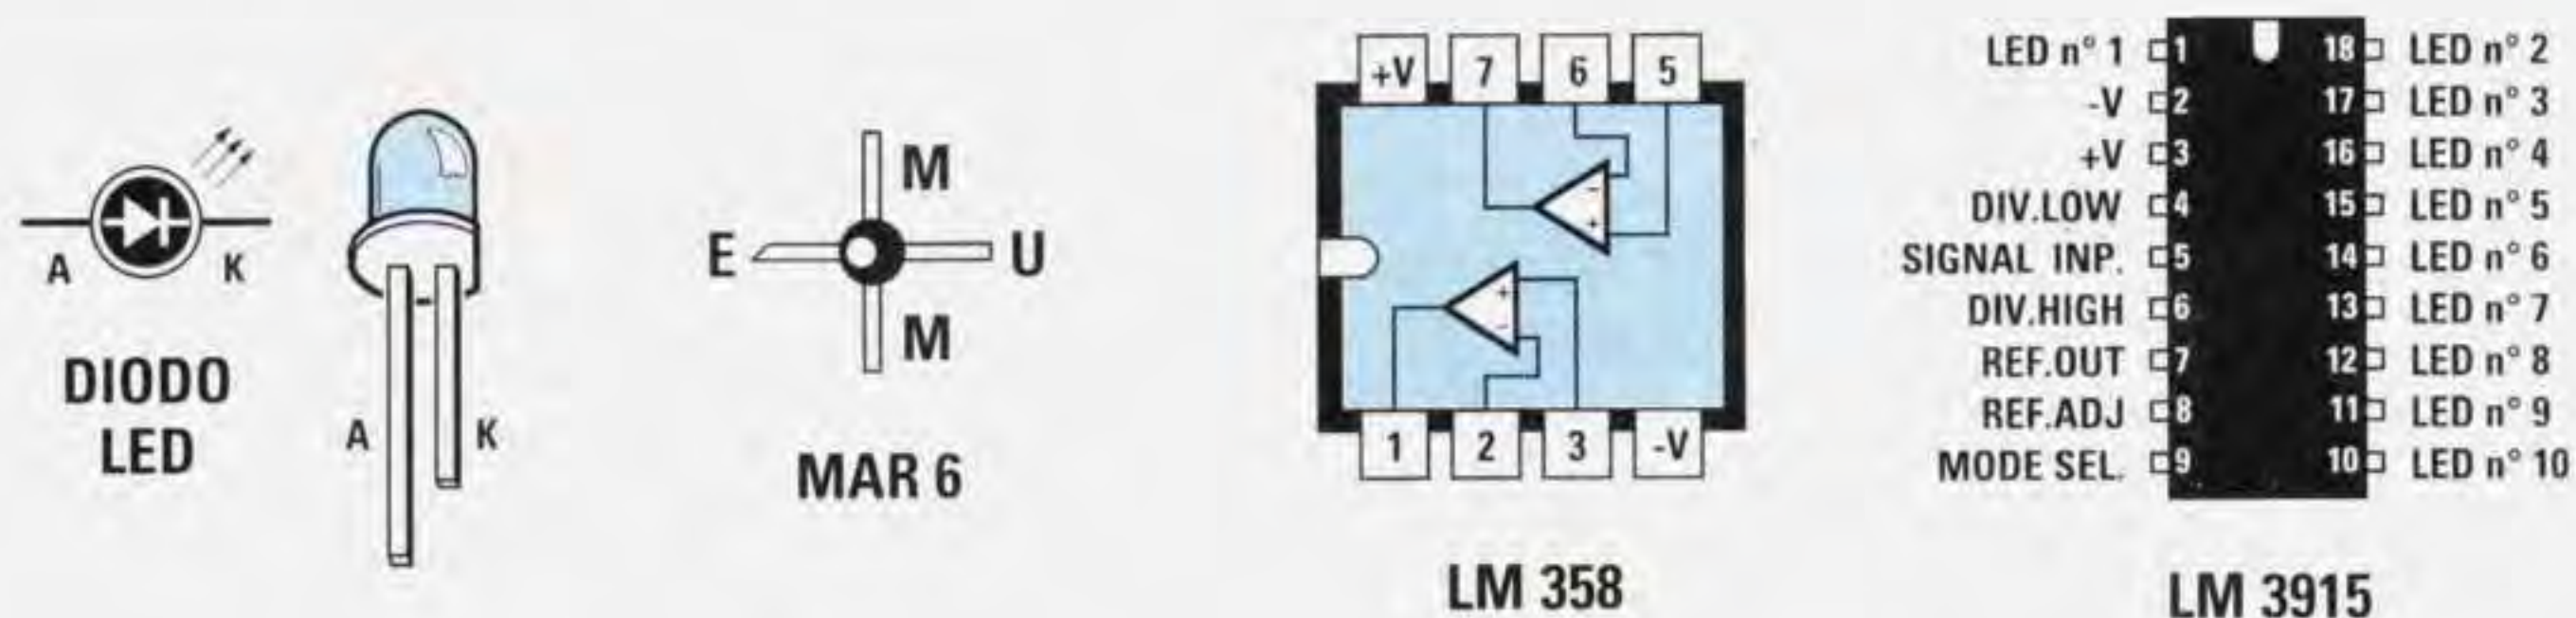 A
K
DIODO
LED
A
K
M
E
U
M
MAR 6
+V 7 6 5
-
+
+
-
1 2 3 -V
LM 358
LED n° 1 1 18 LED n° 2
-V 2 17 LED n° 3
+V 3 16 LED n° 4
DIV.LOW 4 15 LED n° 5
SIGNAL INP. 5 14 LED n° 6
DIV.HIGH 6 13 LED n° 7
REF.OUT 7 12 LED n° 8
REF.ADJ 8 11 LED n° 9
MODE SEL. 9 10 LED n° 10
LM 3915